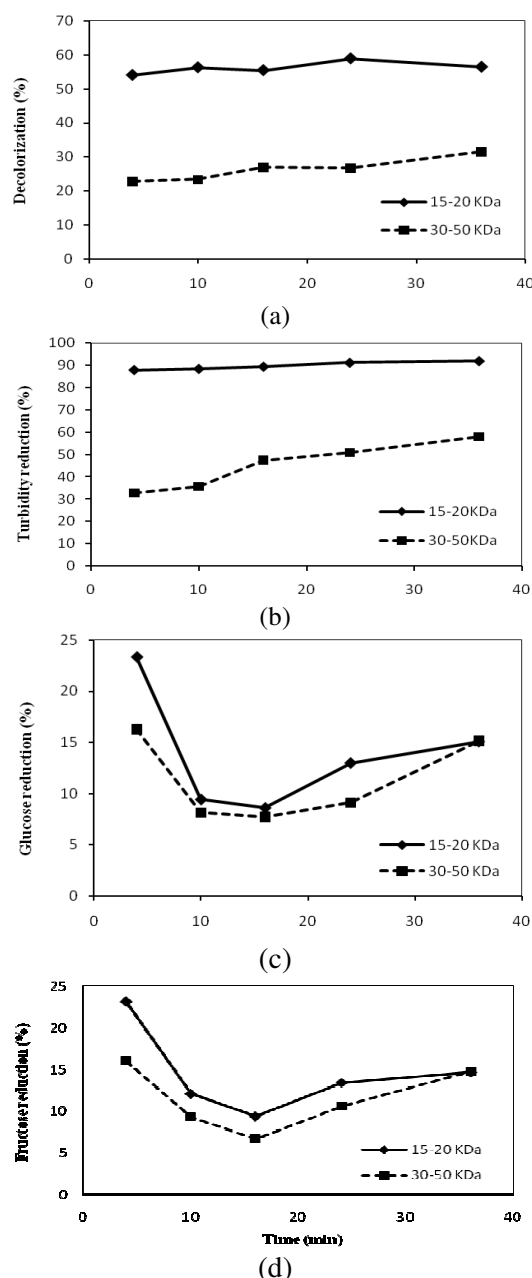 Decolorization (%)
70
60
50
40
30
20
10
0
15-20 KDa
30-50 KDa
0 10 20 30 40
(a)
Turbidity reduction (%)
100
90
80
70
60
50
40
30
20
10
0
15-20KDa
30-50KDa
0 10 20 30 40
(b)
Glucose reduction (%)
25
20
15
10
5
0
15-20 KDa
30-50 KDa
0 10 20 30 40
(c)
Fructose reduction (%)
25
20
15
10
5
0
15-20 KDa
30-50 KDa
0 10 20 30 40
Time (min)
(d)